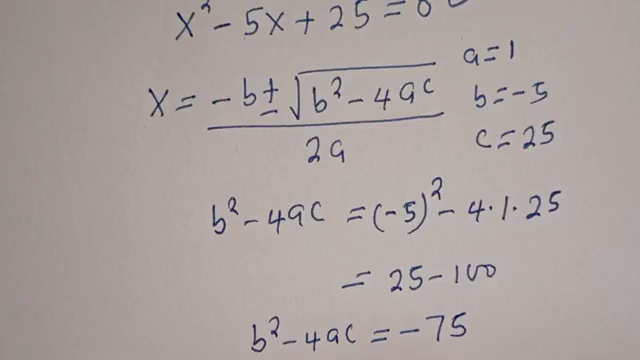 x² - 5x + 25 = 0
x = -b ± √(b² - 4ac) / 2a
a = 1
b = -5
c = 25
b² - 4ac = (-5)² - 4·1·25
= 25 - 100
b² - 4ac = -75